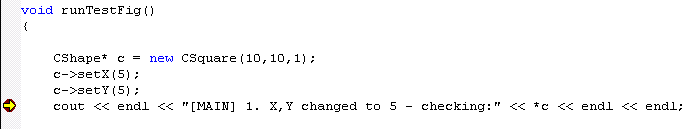 void runTestFig()
{
CShape* c = new CSquare(10,10,1);
c->setX(5);
c->setY(5);
cout << endl << "[MAIN] 1. X,Y changed to 5 - checking:" << *c << endl << endl;